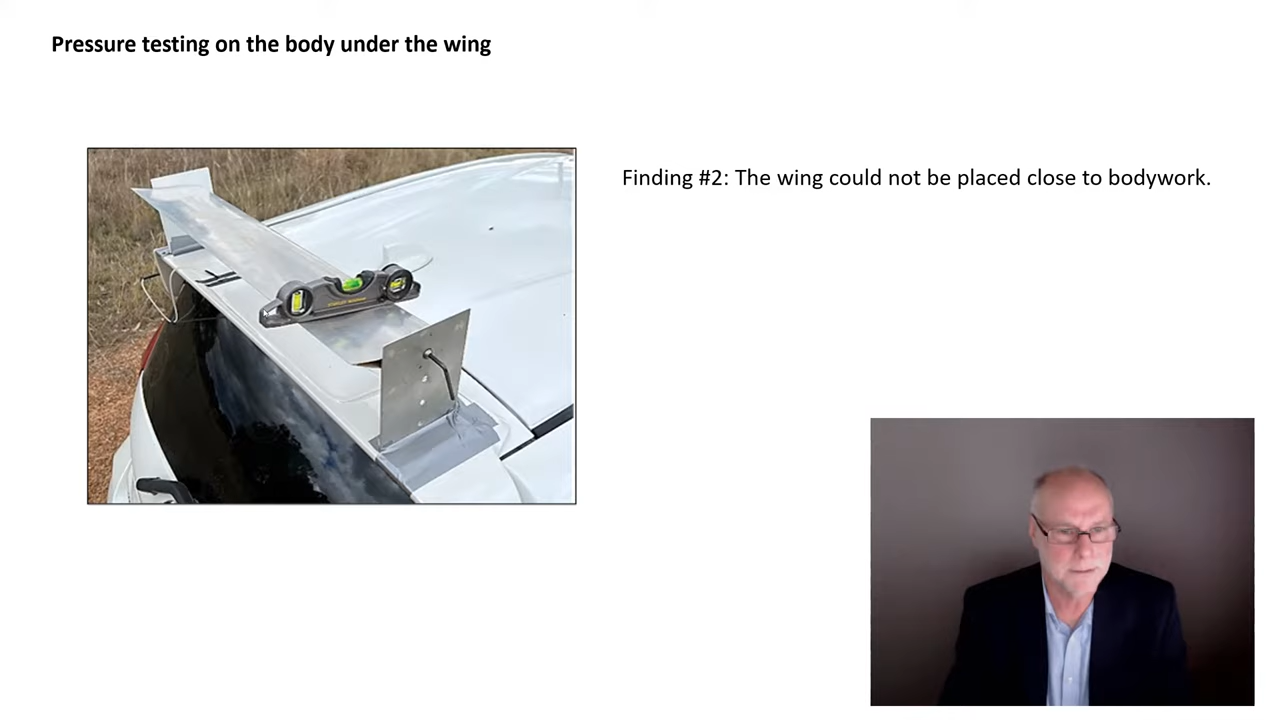 Pressure testing on the body under the wing
Finding #2: The wing could not be placed close to bodywork.